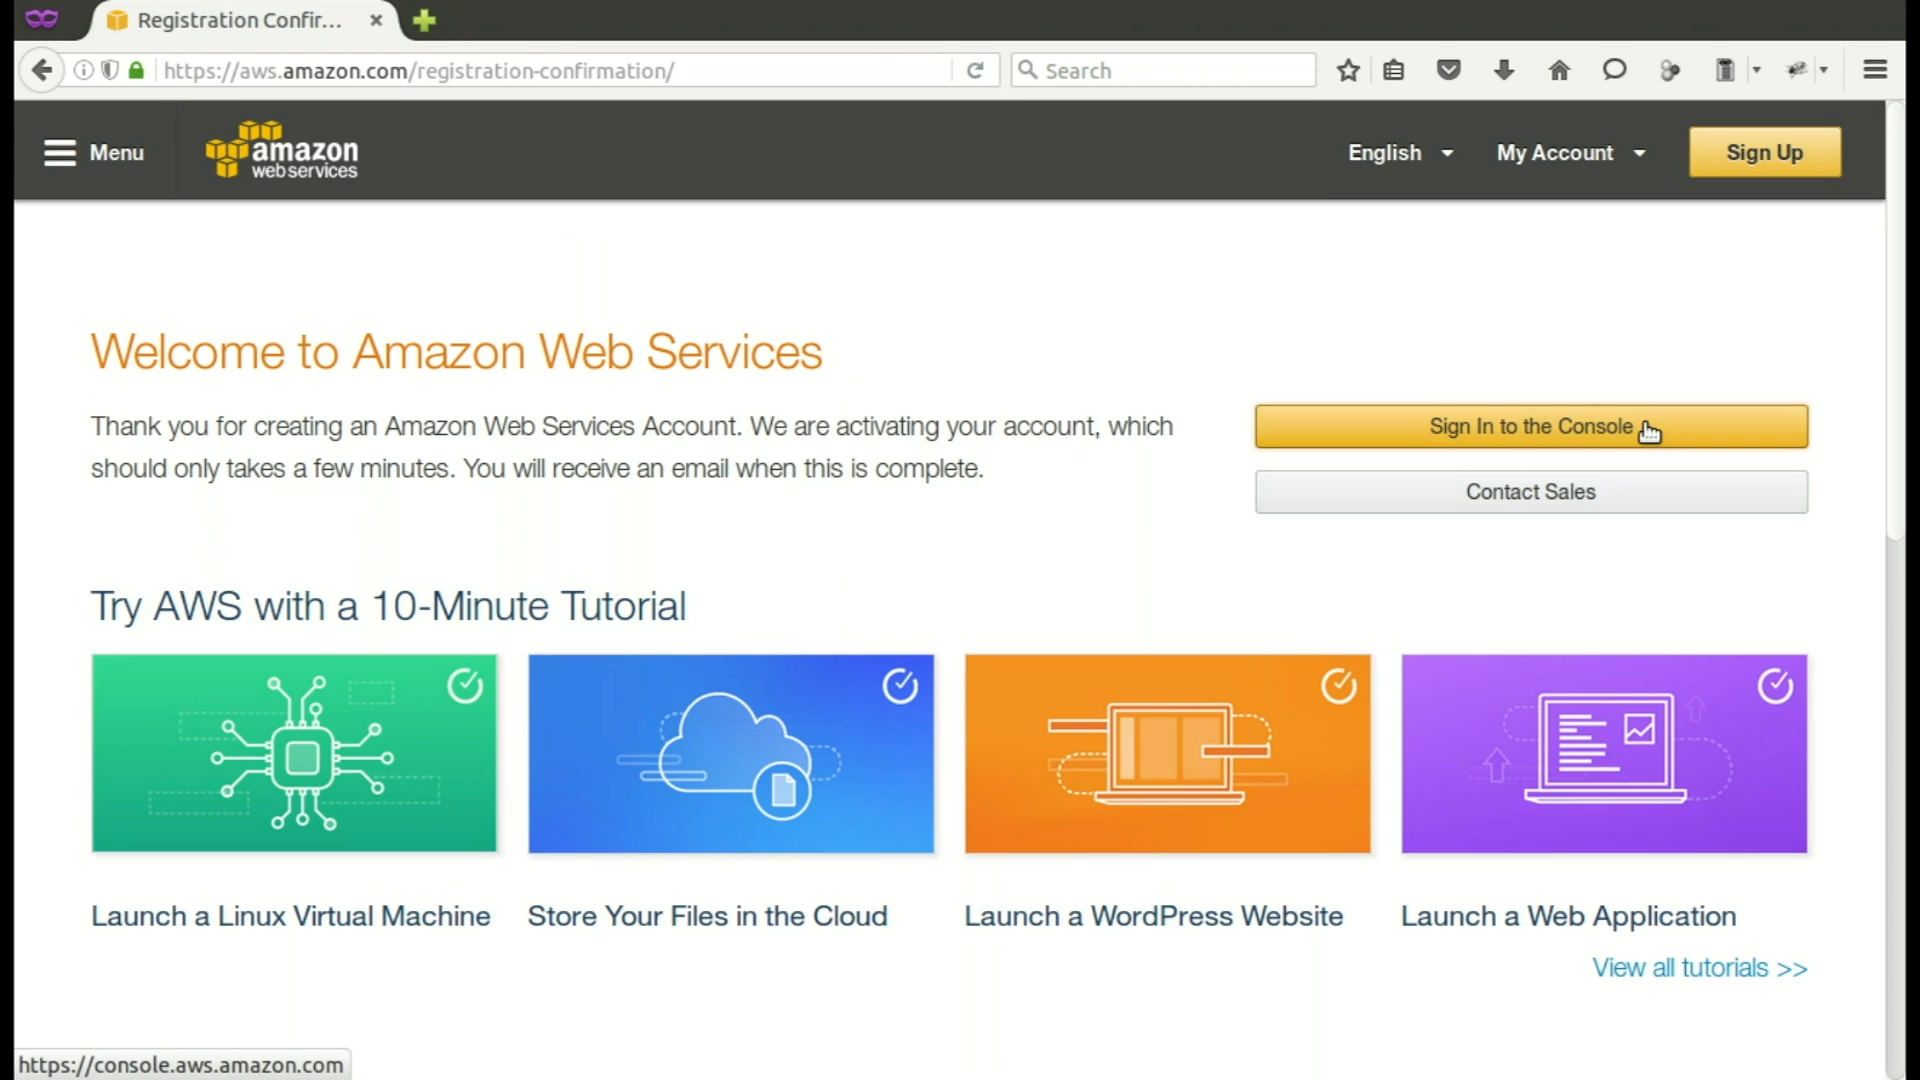 Registration Confir...
https://aws.amazon.com/registration-confirmation/
Search
Menu
amazon
webservices
English
My Account
Sign Up
Welcome to Amazon Web Services
Thank you for creating an Amazon Web Services Account. We are activating your account, which
should only takes a few minutes. You will receive an email when this is complete.
Sign In to the Console
Contact Sales
Try AWS with a 10-Minute Tutorial
Launch a Linux Virtual Machine
Store Your Files in the Cloud
Launch a WordPress Website
Launch a Web Application
View all tutorials >>
https://console.aws.amazon.com